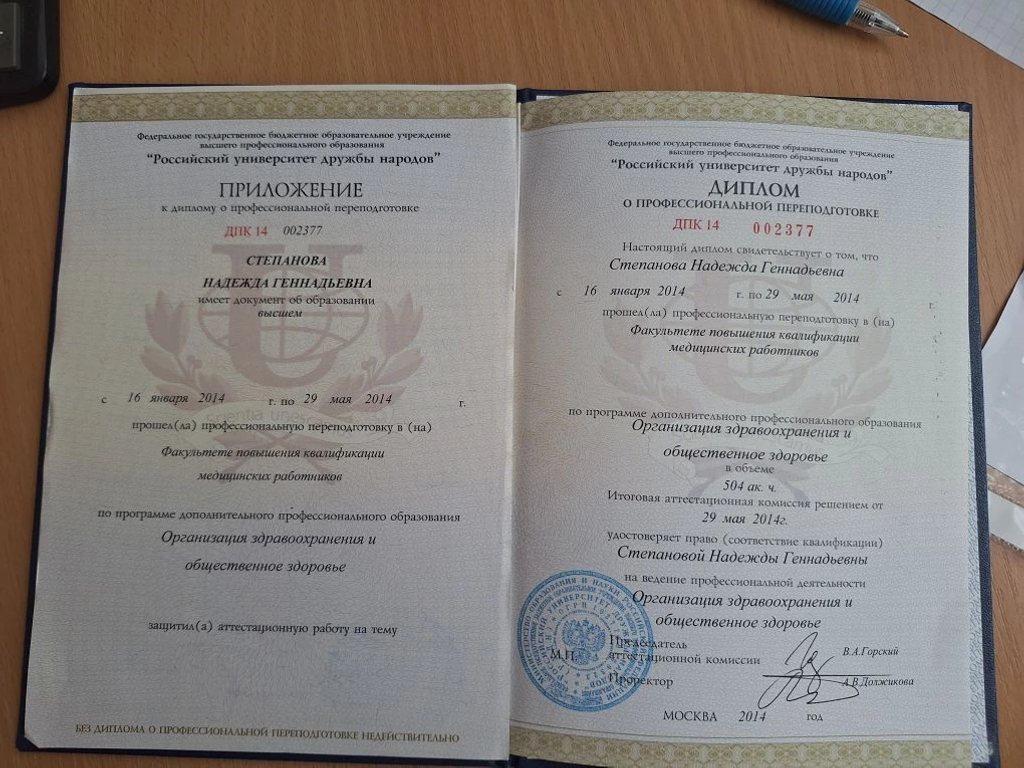 Федеральное государственное бюджетное образовательное учреждение
высшего профессионального образования
"Российский университет дружбы народов"
ПРИЛОЖЕНИЕ
к диплому о профессиональной переподготовке
ДПК 14 002377
СТЕПАНОВА
НАДЕЖДА ГЕННАДЬЕВНА
имеет документ об образовании
высшем
с 16 января 2014 г. по 29 мая 2014 г.
прошел(ла) профессиональную переподготовку в (на)
Факультете повышения квалификации
медицинских работников
по программе дополнительного профессионального образования
Организация здравоохранения и
общественное здоровье
защитил(а) аттестационную работу на тему
БЕЗ ДИПЛОМА О ПРОФЕССИОНАЛЬНОЙ ПЕРЕПОДГОТОВКЕ НЕДЕЙСТВИТЕЛЬНО
Федеральное государственное бюджетное образовательное учреждение
высшего профессионального образования
"Российский университет дружбы народов"
ДИПЛОМ
О ПРОФЕССИОНАЛЬНОЙ ПЕРЕПОДГОТОВКЕ
ДПК 14 002377
Настоящий диплом свидетельствует о том, что
Степанова Надежда Геннадьевна
с 16 января 2014 г. по 29 мая 2014 г.
прошел(ла) профессиональную переподготовку в (на)
Факультете повышения квалификации
медицинских работников
по программе дополнительного профессионального образования
Организация здравоохранения и
общественное здоровье
в объеме
504 ак. ч.
Итоговая аттестационная комиссия решением от
29 мая 2014г.
удостоверяет право (соответствие квалификации)
Степановой Надежды Геннадьевны
на ведение профессиональной деятельности
Организация здравоохранения и
общественное здоровье
Председатель
М.П. аттестационной комиссии В.А.Горский
Проректор А.В.Должикова
МОСКВА 2014 год